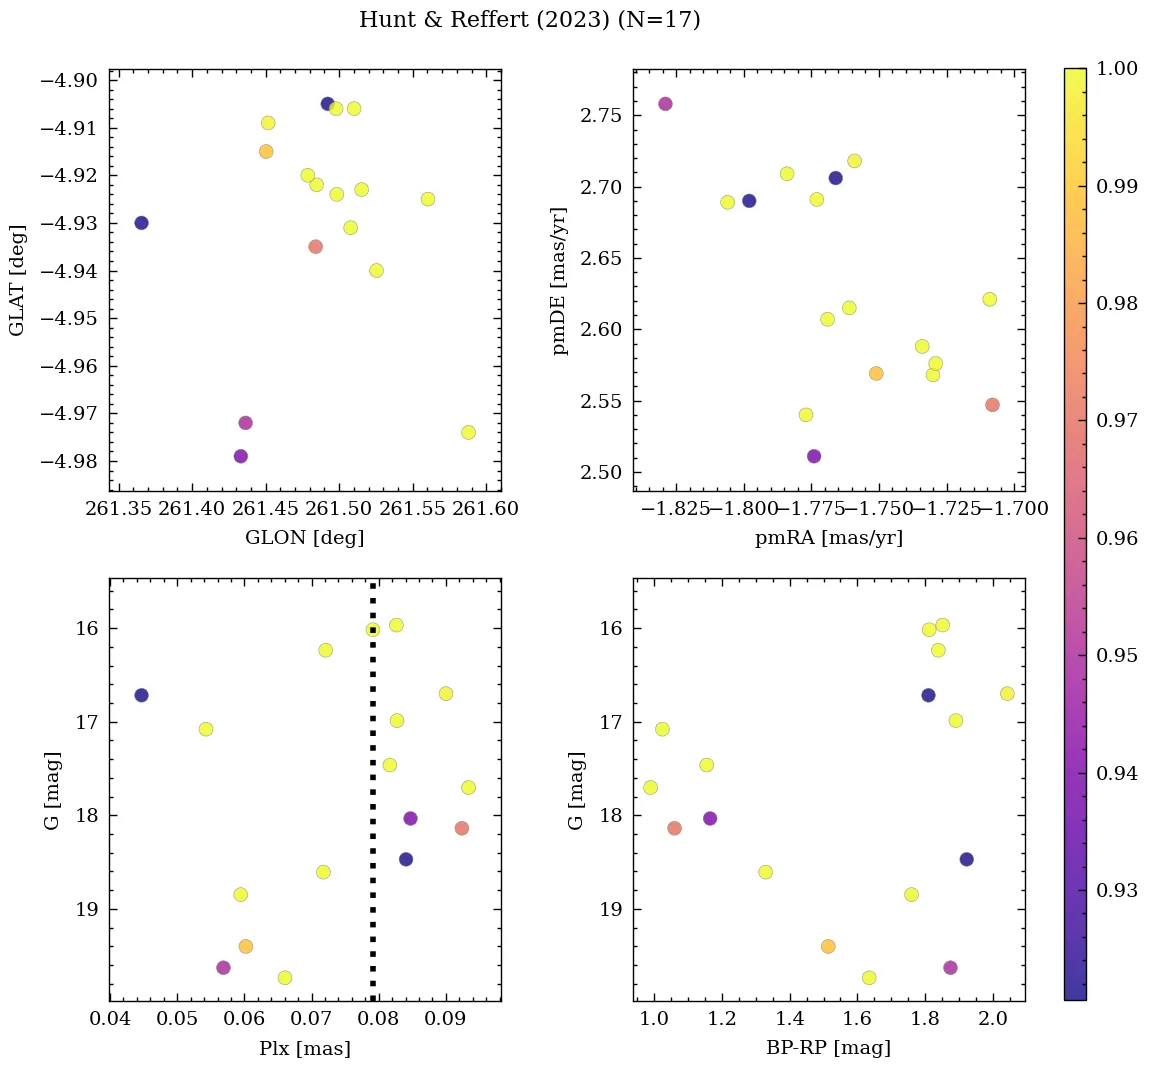 Hunt & Reffert (2023) (N=17)
−4.90
−4.91
−4.92
−4.93
−4.94
−4.95
−4.96
−4.97
−4.98
GLAT [deg]
261.35 261.40 261.45 261.50 261.55 261.60
GLON [deg]
2.75
2.70
2.65
2.60
2.55
2.50
pmDE [mas/yr]
−1.825 −1.800 −1.775 −1.750 −1.725 −1.700
pmRA [mas/yr]
16
17
18
19
G [mag]
0.04 0.05 0.06 0.07 0.08 0.09
Plx [mas]
16
17
18
19
G [mag]
1.0 1.2 1.4 1.6 1.8 2.0
BP-RP [mag]
1.00
0.99
0.98
0.97
0.96
0.95
0.94
0.93